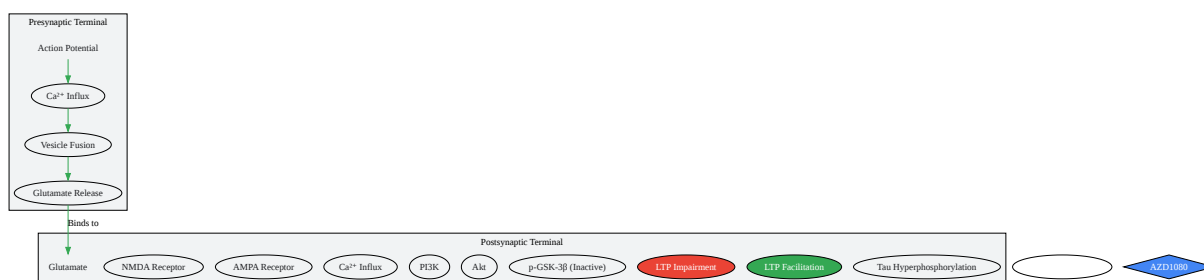 Presynaptic Terminal
Action Potential
Ca²⁺ Influx
Vesicle Fusion
Glutamate Release
Binds to
Postsynaptic Terminal
Glutamate
NMDA Receptor
AMPA Receptor
Ca²⁺ Influx
PI3K
Akt
p-GSK-3β (Inactive)
LTP Impairment
LTP Facilitation
Tau Hyperphosphorylation
AZD1080